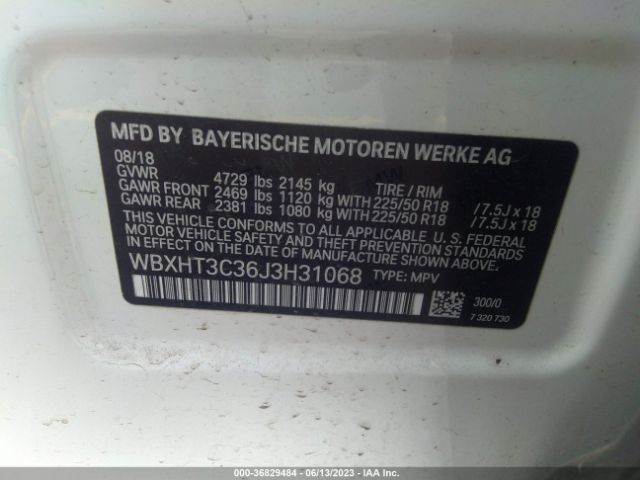 MFD BY BAYERISCHE MOTOREN WERKE AG
08/18
GVWR 4729 lbs 2145 kg TIRE / RIM
GAWR FRONT 2469 lbs 1120 kg WITH 225/50 R18 / 7.5J x 18
GAWR REAR 2381 lbs 1080 kg WITH 225/50 R18 / 7.5J x 18
THIS VEHICLE CONFORMS TO ALL APPLICABLE U.S. FEDERAL
MOTOR VEHICLE SAFETY, BUMPER, AND THEFT PREVENTION STANDARDS
IN EFFECT ON THE DATE OF MANUFACTURE SHOWN ABOVE.
WBXHT3C36J3H31068 TYPE: MPV
300/0
7 320 730
000-36829484 - 06/13/2023 - IAA Inc.